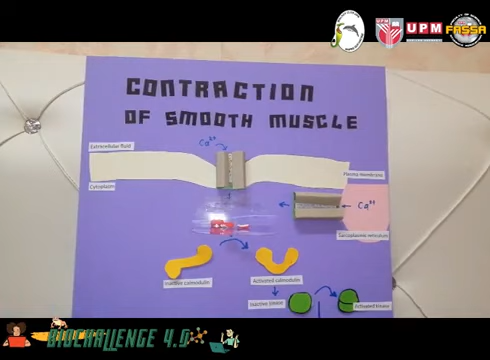 UPM
FASSA
CONTRACTION
OF SMOOTH MUSCLE
Ca²⁺
Extracellular fluid
Plasma membrane
Cytoplasm
Ca²⁺
Sarcoplasmic reticulum
Inactive calmodulin
Activated calmodulin
Inactive kinase
Activated kinase
BIOCHALLENGE 4.0